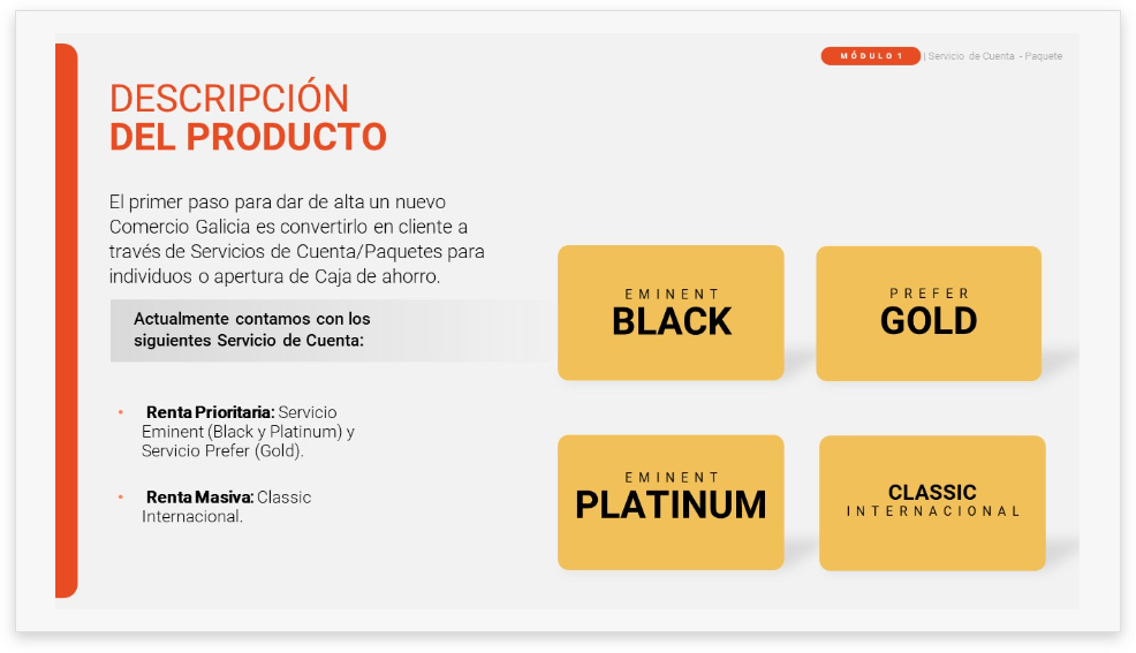 MÓDULO 1 | Servicio de Cuenta - Paquete
DESCRIPCIÓN
DEL PRODUCTO
El primer paso para dar de alta un nuevo
Comercio Galicia es convertirlo en cliente a
través de Servicios de Cuenta/Paquetes para
individuos o apertura de Caja de ahorro.
Actualmente contamos con los
siguientes Servicio de Cuenta:
• Renta Prioritaria: Servicio
Eminent (Black y Platinum) y
Servicio Prefer (Gold).
• Renta Masiva: Classic
Internacional.
EMINENT
BLACK
PREFER
GOLD
EMINENT
PLATINUM
CLASSIC
INTERNACIONAL